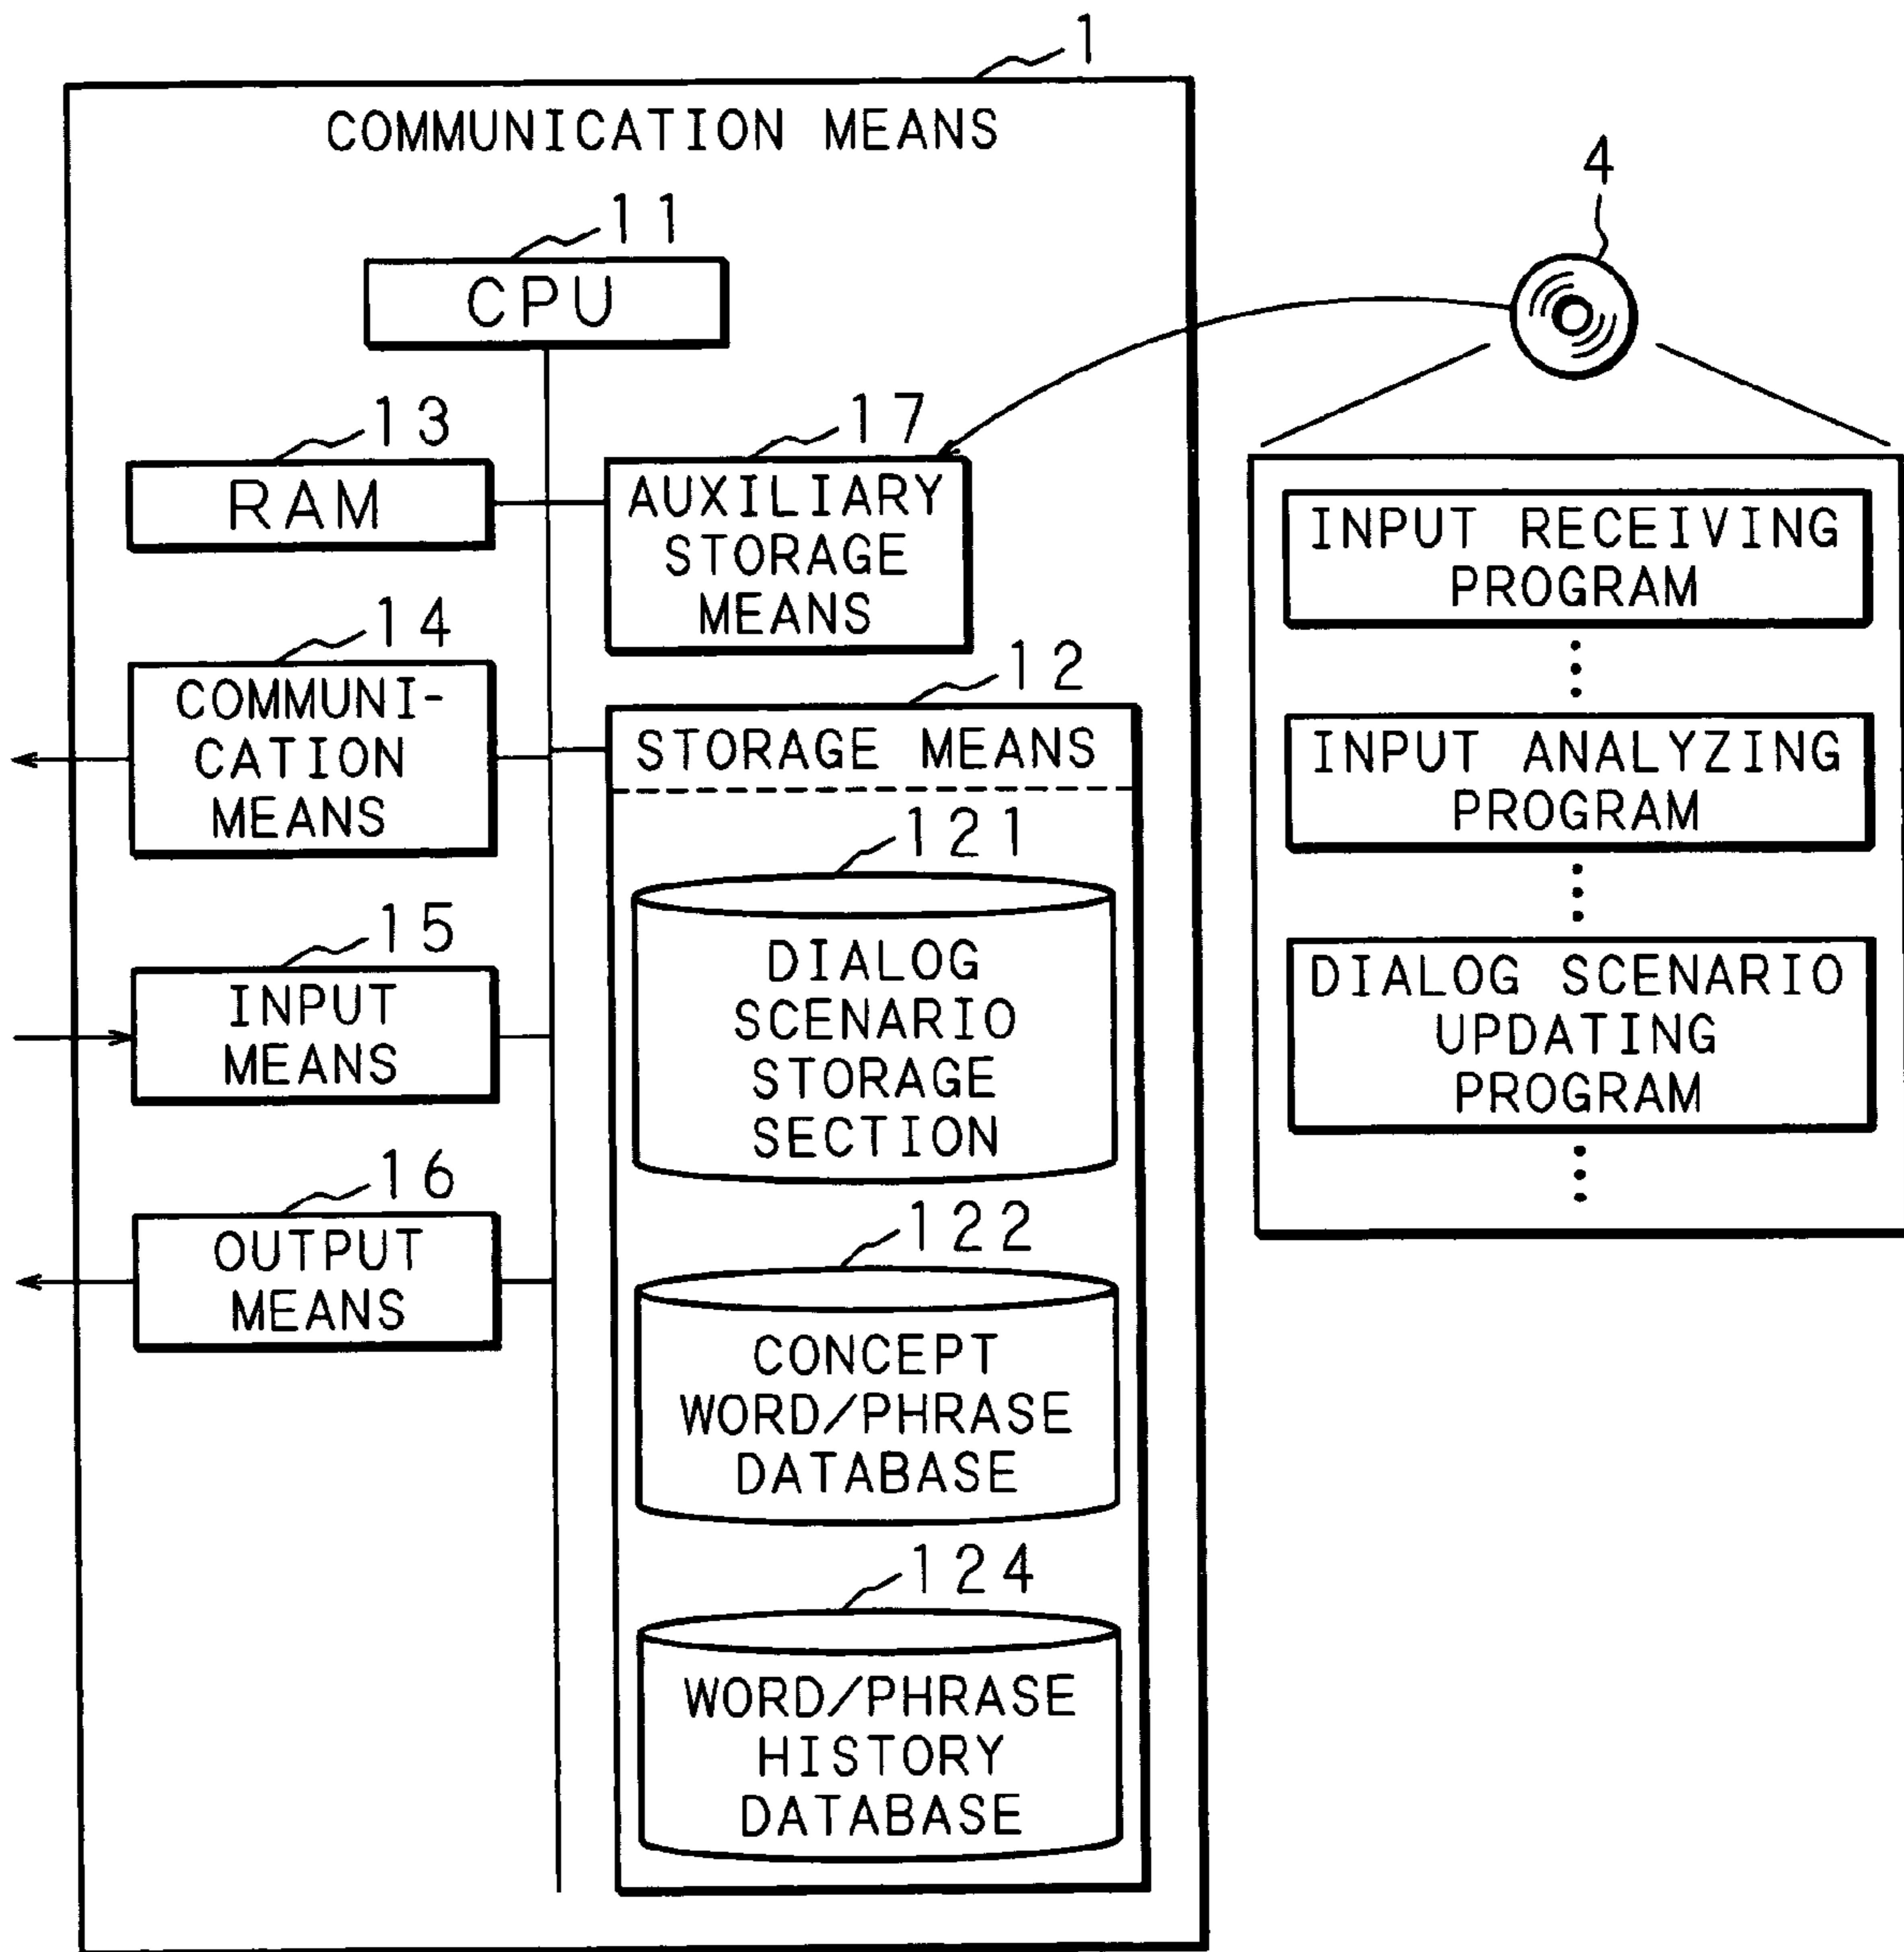 1
COMMUNICATION MEANS
11
CPU
13
RAM
17
AUXILIARY
STORAGE
MEANS
14
COMMUNI-
CATION
MEANS
12
STORAGE MEANS
121
DIALOG
SCENARIO
STORAGE
SECTION
15
INPUT
MEANS
16
OUTPUT
MEANS
122
CONCEPT
WORD/PHRASE
DATABASE
124
WORD/PHRASE
HISTORY
DATABASE
4
INPUT RECEIVING
PROGRAM
INPUT ANALYZING
PROGRAM
DIALOG SCENARIO
UPDATING
PROGRAM